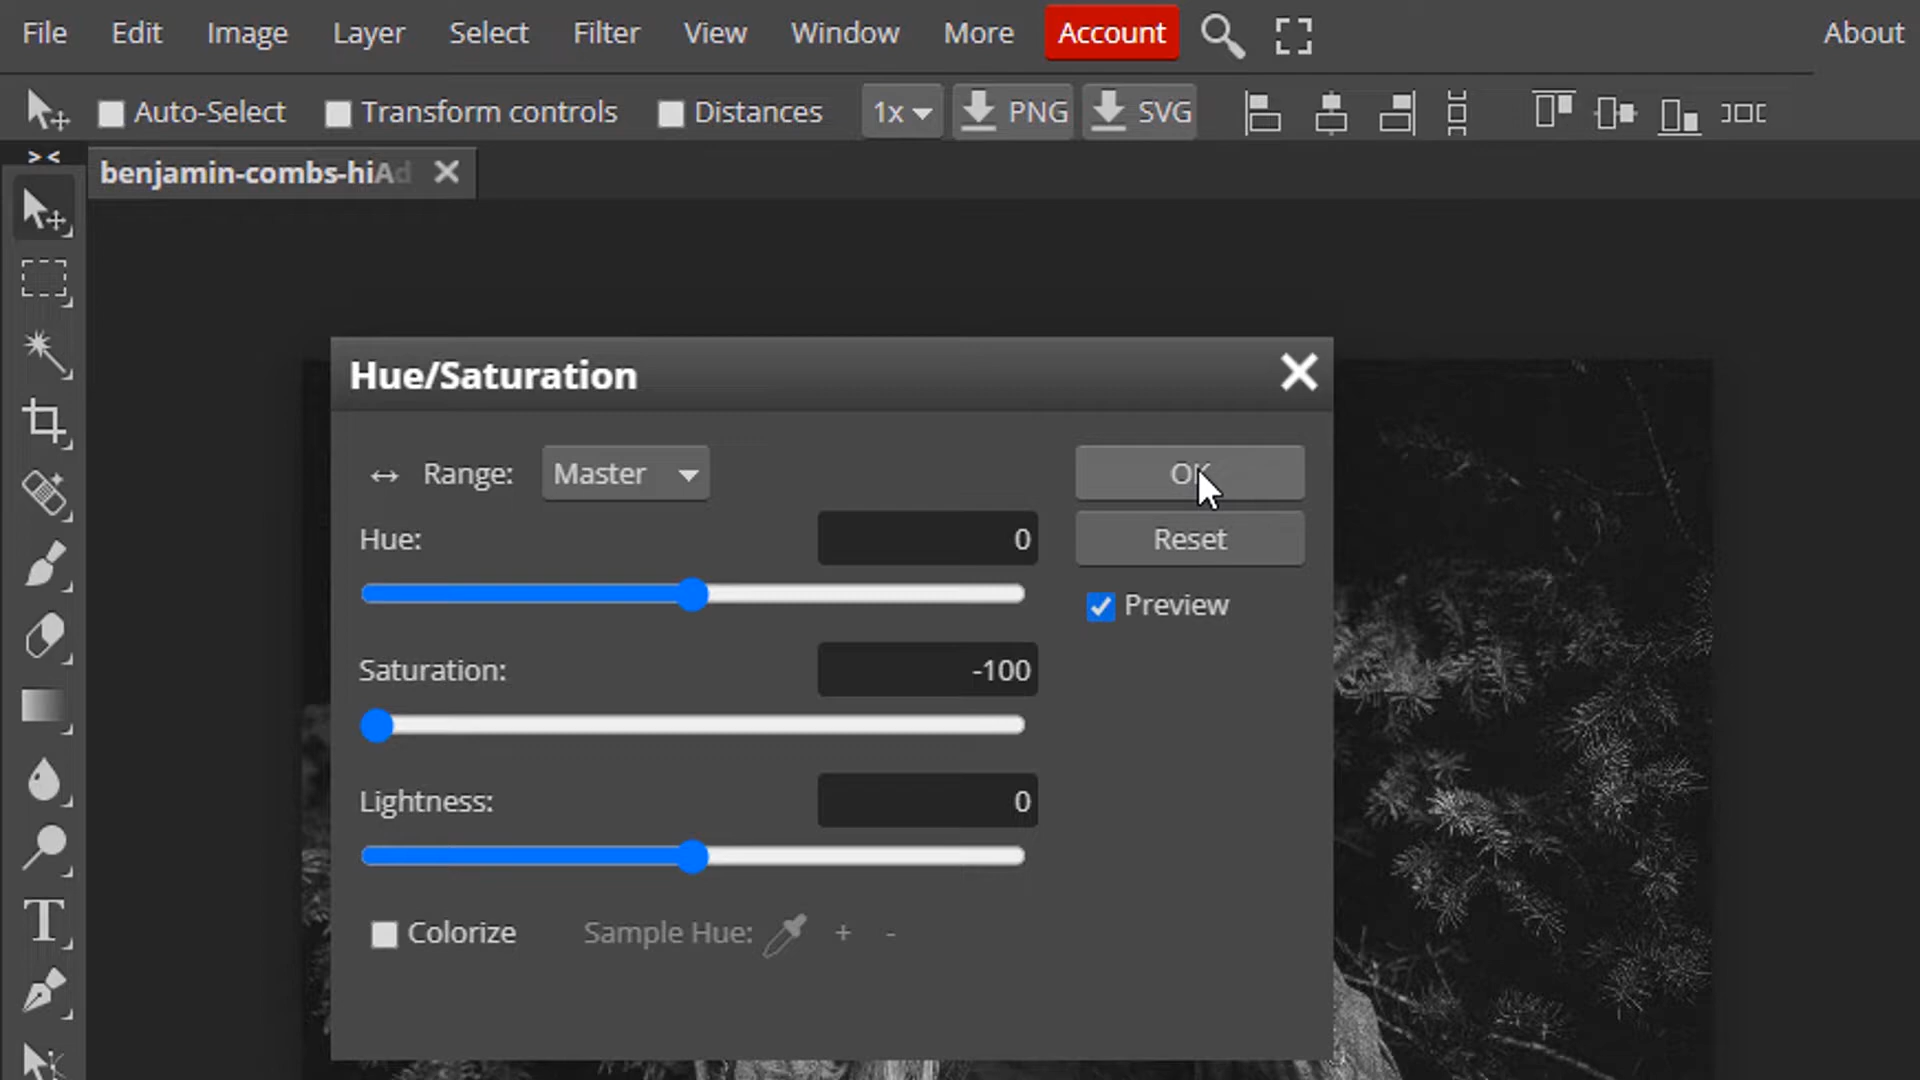 File Edit Image Layer Select Filter View Window More Account About
Auto-Select Transform controls Distances 1x PNG SVG
> <
benjamin-combs-hiAd
Hue/Saturation
Range: Master OK
Hue: 0 Reset
Preview
Saturation: -100
Lightness: 0
Colorize Sample Hue: + -